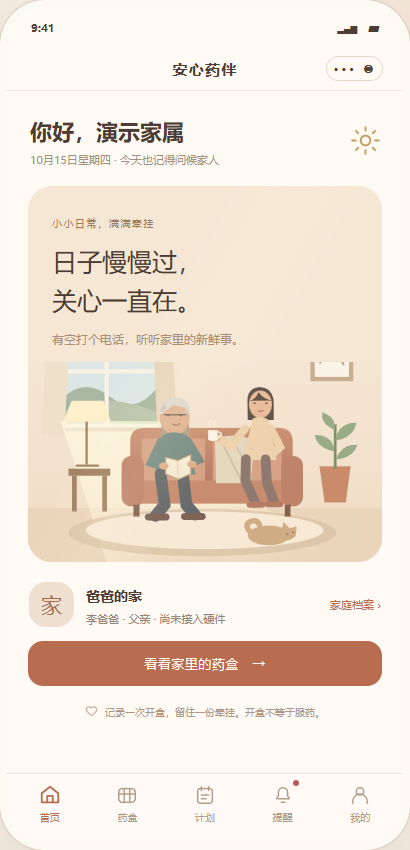 9:41
安心药伴
你好，演示家属
10月15日星期四 · 今天也记得问候家人
小小日常，满满牵挂
日子慢慢过，
关心一直在。
有空打个电话，听听家里的新鲜事。
家
爸爸的家
李爸爸 · 父亲 · 尚未接入硬件
家庭档案 ›
看看家里的药盒 →
记录一次开盒，留住一份牵挂。开盒不等于服药。
首页
药盒
计划
提醒
我的